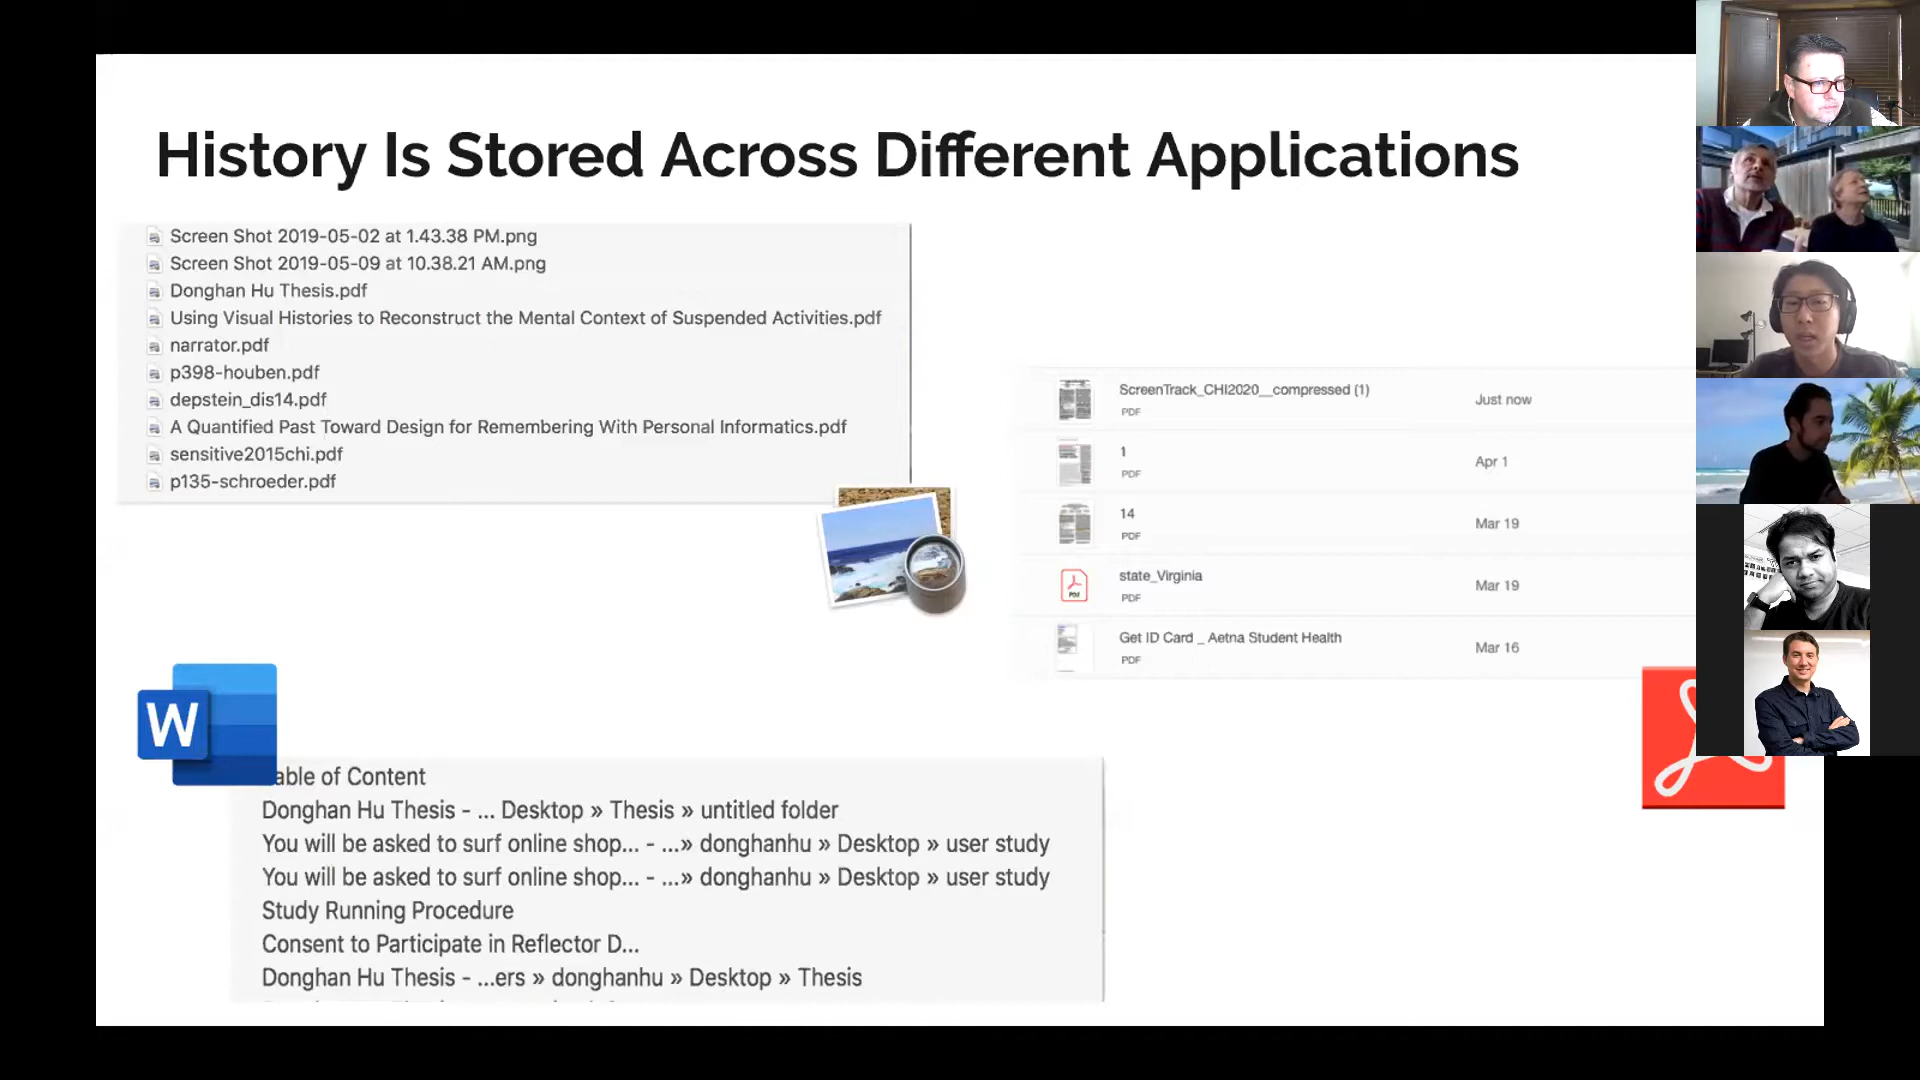 History Is Stored Across Different Applications
Screen Shot 2019-05-02 at 1.43.38 PM.png
Screen Shot 2019-05-09 at 10.38.21 AM.png
Donghan Hu Thesis.pdf
Using Visual Histories to Reconstruct the Mental Context of Suspended Activities.pdf
narrator.pdf
p398-houben.pdf
depstein_dis14.pdf
A Quantified Past Toward Design for Remembering With Personal Informatics.pdf
sensitive2015chi.pdf
p135-schroeder.pdf
ScreenTrack_CHI2020__compressed (1)
PDF
Just now
1
PDF
Apr 1
14
PDF
Mar 19
PDF
state_Virginia
PDF
Mar 19
Get ID Card _ Aetna Student Health
PDF
Mar 16
W
able of Content
Donghan Hu Thesis - ... Desktop » Thesis » untitled folder
You will be asked to surf online shop... - ...» donghanhu » Desktop » user study
You will be asked to surf online shop... - ...» donghanhu » Desktop » user study
Study Running Procedure
Consent to Participate in Reflector D...
Donghan Hu Thesis - ...ers » donghanhu » Desktop » Thesis